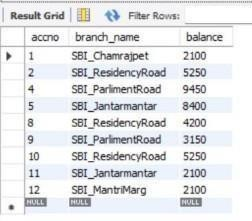 Result Grid Filter Rows:
accno branch_name balance
1 SBI_Chamrajpet 2100
2 SBI_ResidencyRoad 5250
4 SBI_ParlimentRoad 9450
5 SBI_Jantarmantar 8400
8 SBI_ResidencyRoad 4200
9 SBI_ParlimentRoad 3150
10 SBI_ResidencyRoad 5250
11 SBI_Jantarmantar 2100
12 SBI_MantriMarg 2100
NULL NULL NULL